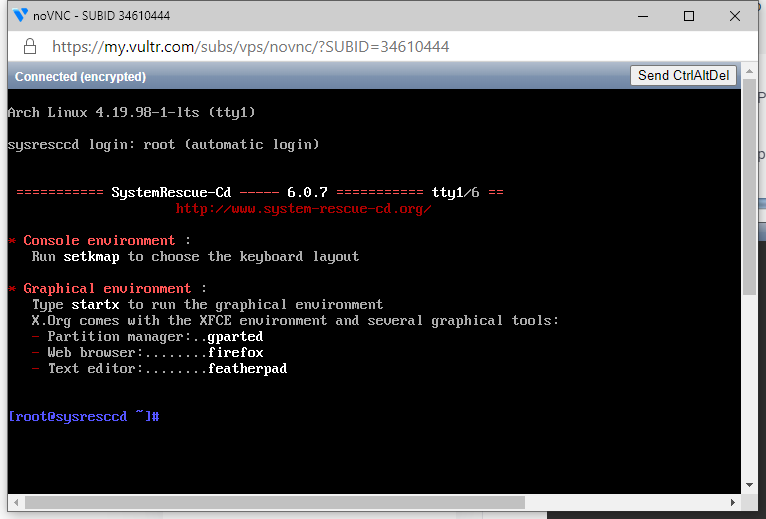 noVNC - SUBID 34610444
https://my.vultr.com/subs/vps/novnc/?SUBID=34610444
Connected (encrypted)
Send CtrlAltDel
Arch Linux 4.19.98-1-lts (tty1)
sysresccd login: root (automatic login)
=========== SystemRescue-Cd ----- 6.0.7 =========== tty1/6 ==
http://www.system-rescue-cd.org/
* Console environment :
Run setkmap to choose the keyboard layout
* Graphical environment :
Type startx to run the graphical environment
X.Org comes with the XFCE environment and several graphical tools:
- Partition manager:..gparted
- Web browser:........firefox
- Text editor:........featherpad
[root@sysresccd ~]#